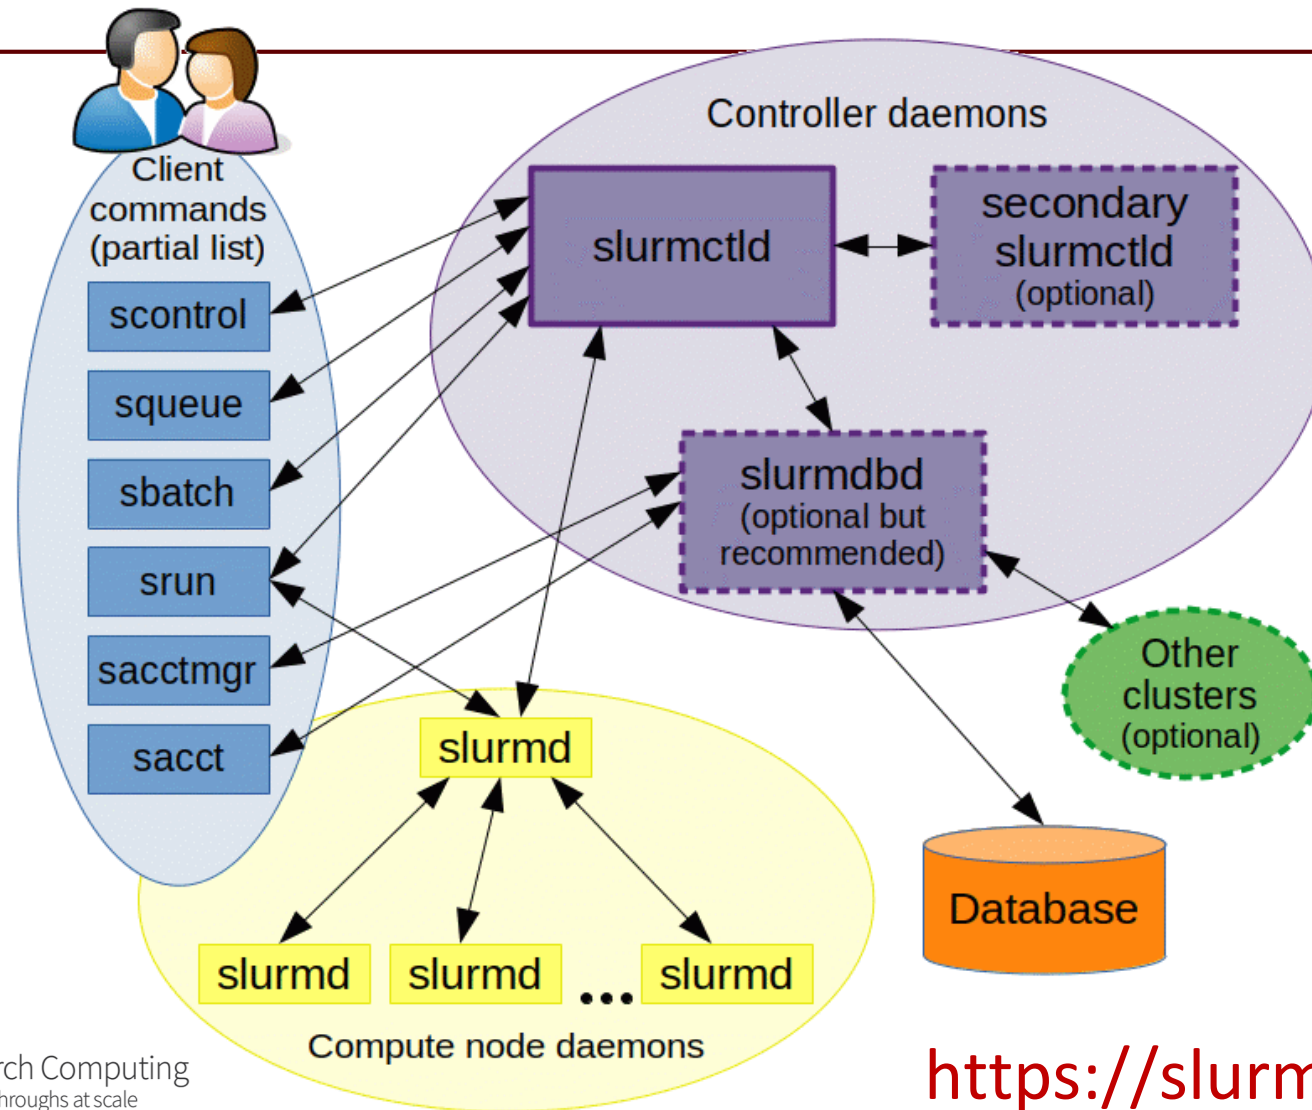 Client
commands
(partial list)
scontrol
squeue
sbatch
srun
sacctmgr
sacct
Controller daemons
slurmctld
secondary
slurmctld
(optional)
slurmdbd
(optional but
recommended)
Other
clusters
(optional)
Database
slurmd
slurmd
slurmd
...
slurmd
Compute node daemons
rch Computing
hroughs at scale
https://slurm